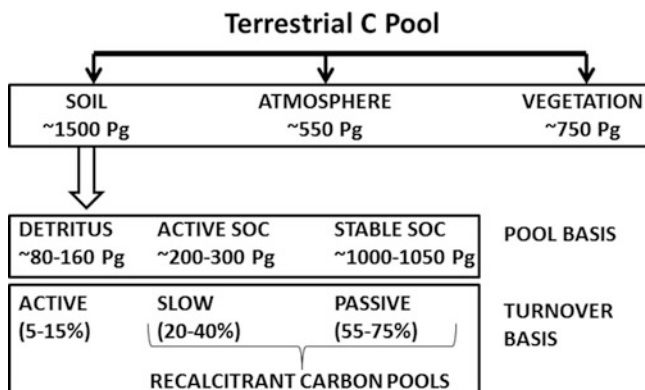 Terrestrial C Pool
SOIL ATMOSPHERE VEGETATION
~1500 Pg ~550 Pg ~750 Pg
DETRITUS ACTIVE SOC STABLE SOC
~80-160 Pg ~200-300 Pg ~1000-1050 Pg
POOL BASIS
ACTIVE SLOW PASSIVE
(5-15%) (20-40%) (55-75%)
TURNOVER
BASIS
RECALCITRANT CARBON POOLS